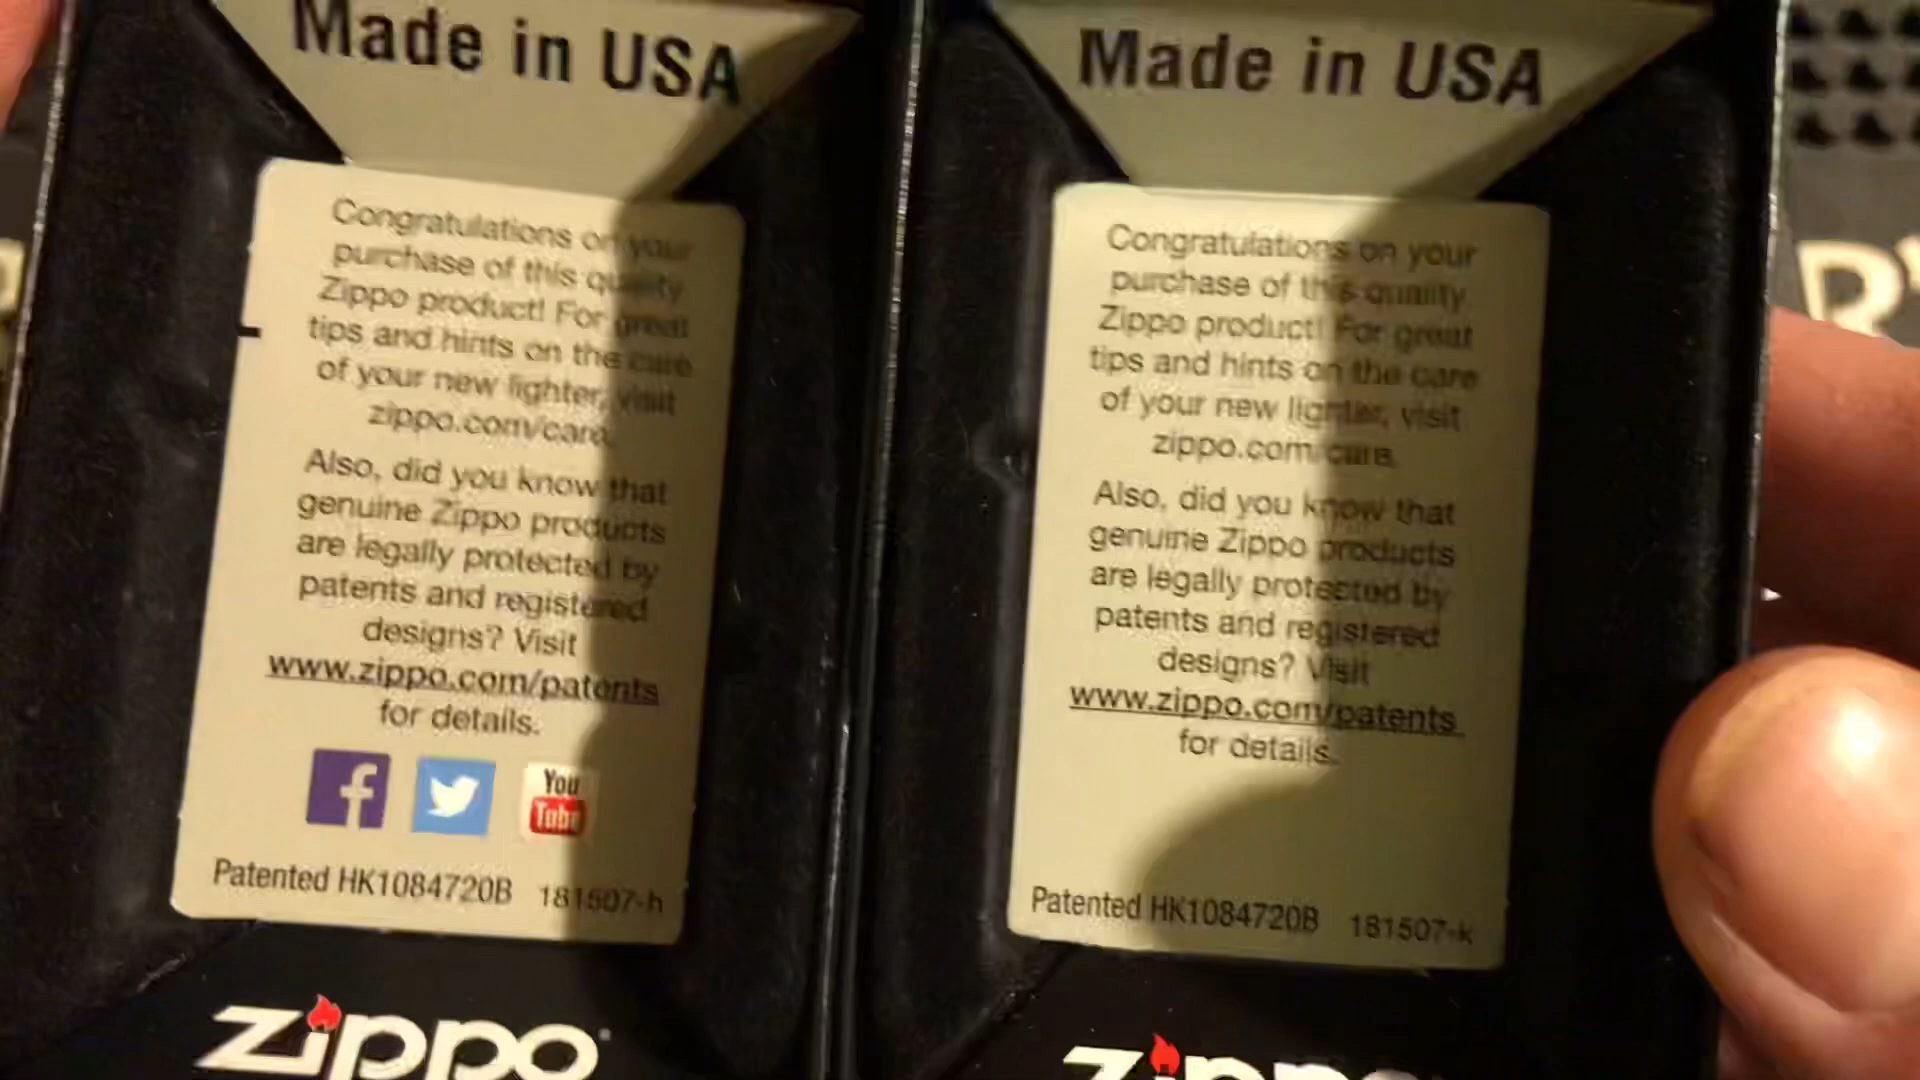 Made in USA
Congratulations on your
purchase of this quality
Zippo product! For great
tips and hints on the care
of your new lighter, visit
zippo.com/care.
Also, did you know that
genuine Zippo products
are legally protected by
patents and registered
designs? Visit
www.zippo.com/patents
for details.
f
You
Tube
Patented HK1084720B 181507-h
zippo
Made in USA
Congratulations on your
purchase of this quality
Zippo product! For great
tips and hints on the care
of your new lighter, visit
zippo.com/care.
Also, did you know that
genuine Zippo products
are legally protected by
patents and registered
designs? Visit
www.zippo.com/patents
for details.
Patented HK1084720B 181507-k
zippo